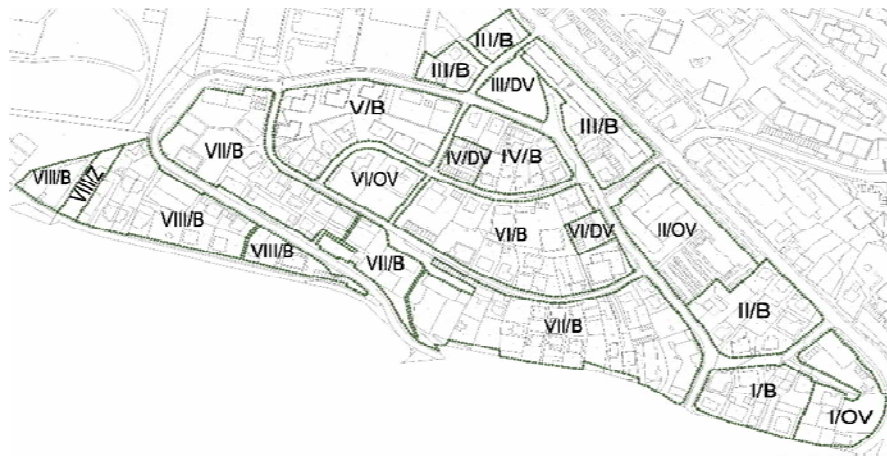 III/B
III/B
III/DV
V/B
III/B
VII/B
IV/DV
IV/B
VIII/B
VIII/Z
VI/OV
VIII/B
VI/B
VI/DV
II/OV
VIII/B
VII/B
II/B
VII/B
I/B
I/OV